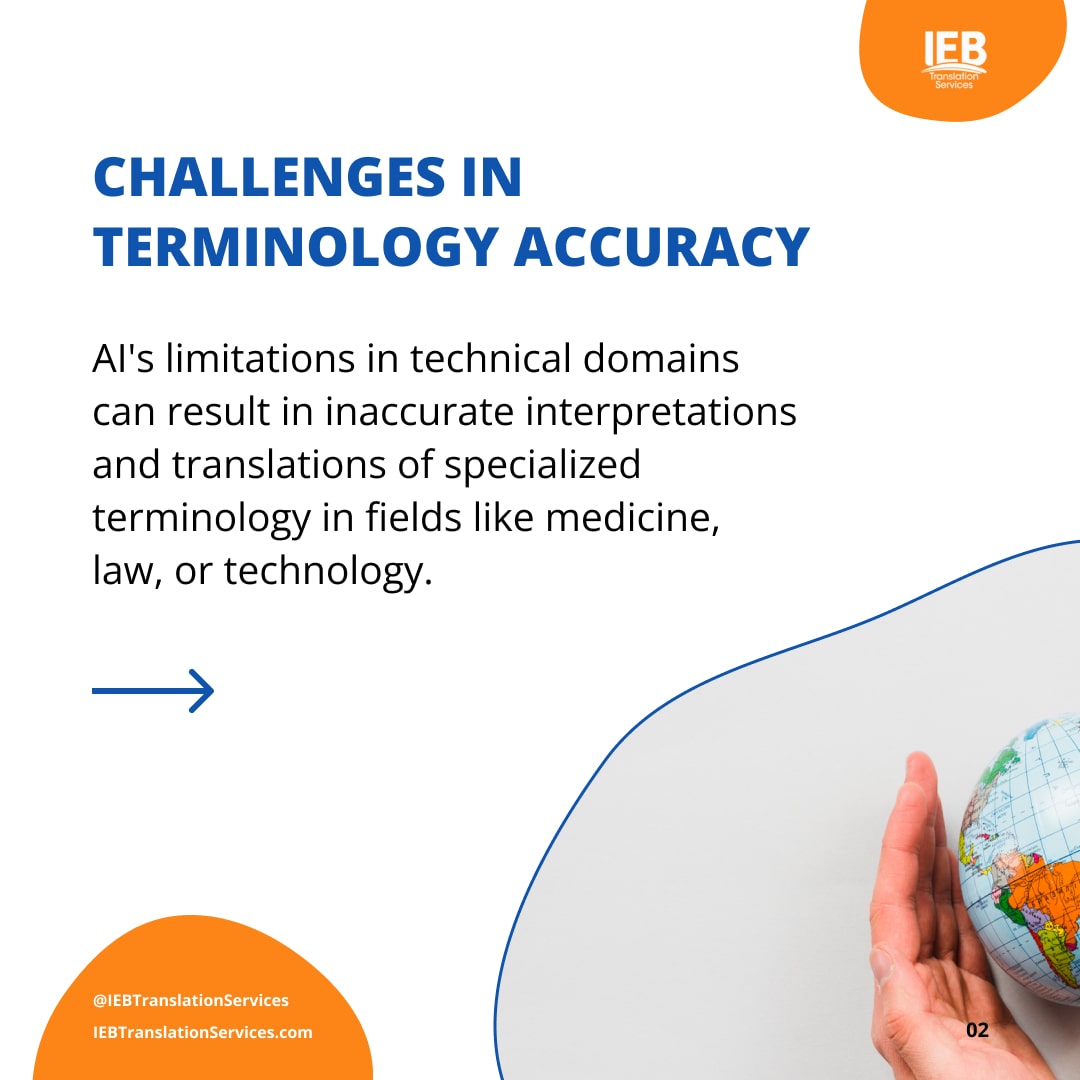 IEB
Translation
Services
CHALLENGES IN
TERMINOLOGY ACCURACY
AI's limitations in technical domains
can result in inaccurate interpretations
and translations of specialized
terminology in fields like medicine,
law, or technology.
@IEBTranslationServices
IEBTranslationServices.com
02